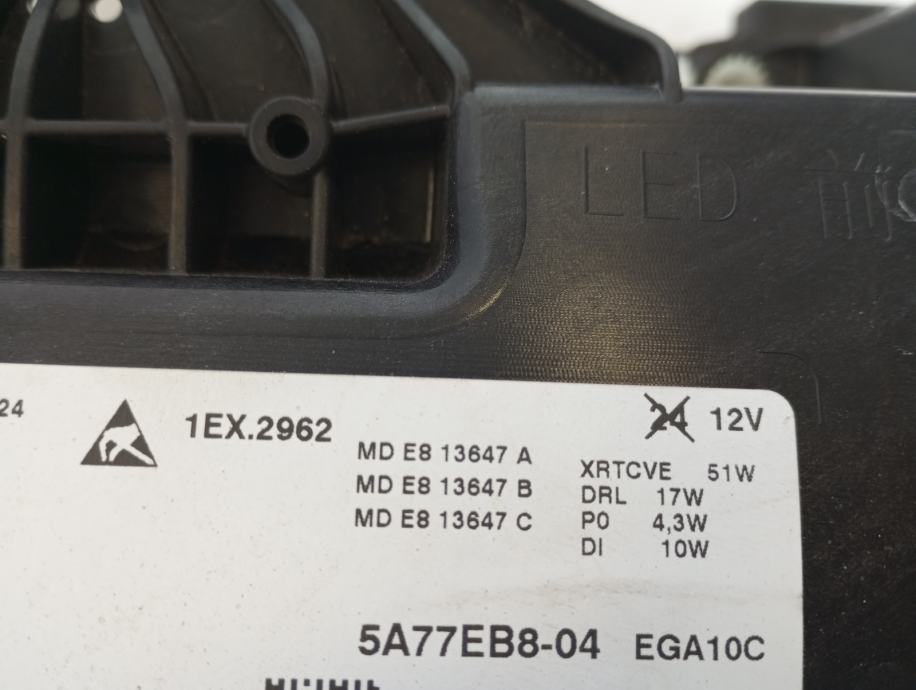 LED
24
1EX.2962
24 12V
MD E8 13647 A
MD E8 13647 B
MD E8 13647 C
XRTCVE 51W
DRL 17W
P0 4,3W
DI 10W
5A77EB8-04 EGA10C